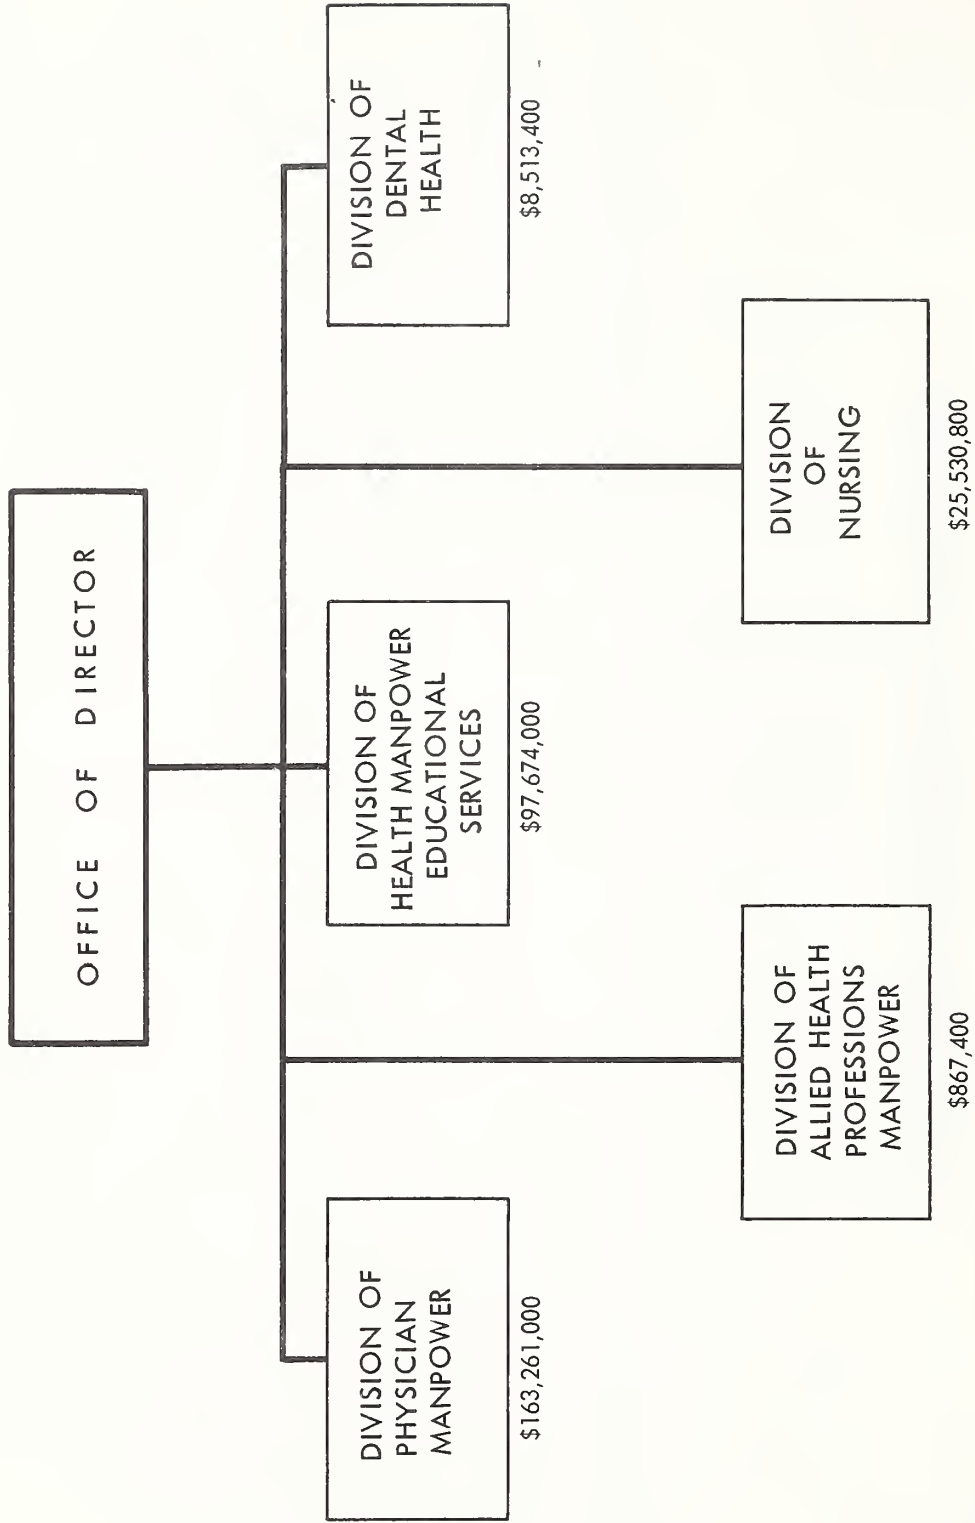 OFFICE OF DIRECTOR
DIVISION OF
PHYSICIAN
MANPOWER
$163,261,000
DIVISION OF
HEALTH MANPOWER
EDUCATIONAL
SERVICES
$97,674,000
DIVISION OF
DENTAL
HEALTH
$8,513,400
DIVISION OF
ALLIED HEALTH
PROFESSIONS
MANPOWER
$867,400
DIVISION
OF
NURSING
$25,530,800